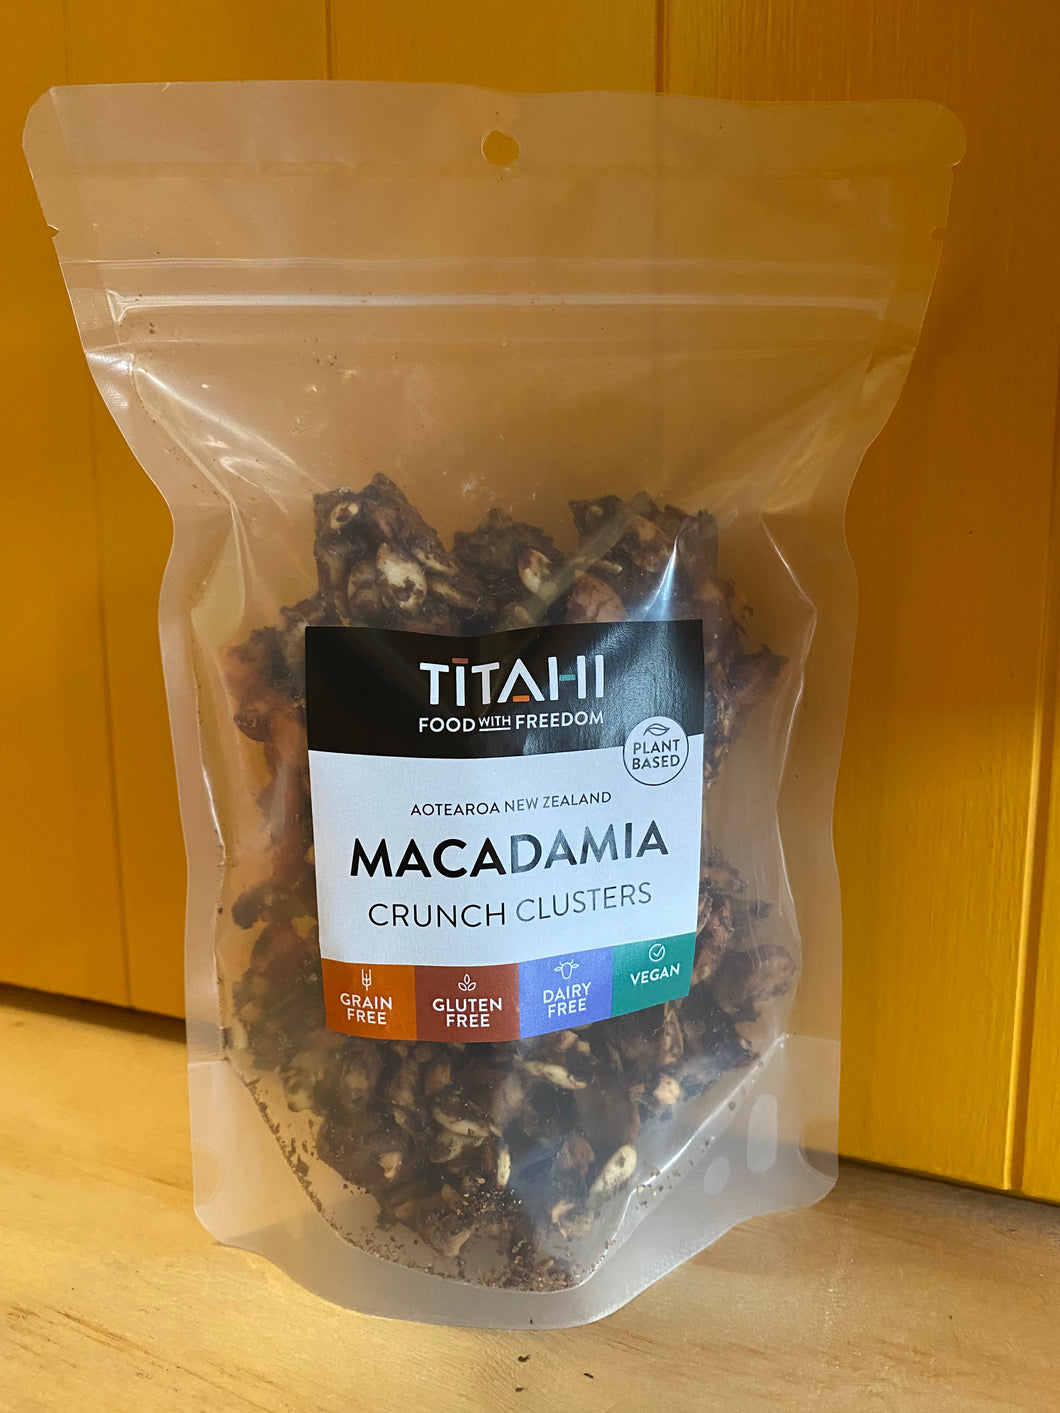 TĪTAHI
FOOD WITH FREEDOM
PLANT
BASED
AOTEAROA NEW ZEALAND
MACADAMIA
CRUNCH CLUSTERS
GRAIN
FREE
GLUTEN
FREE
DAIRY
FREE
VEGAN